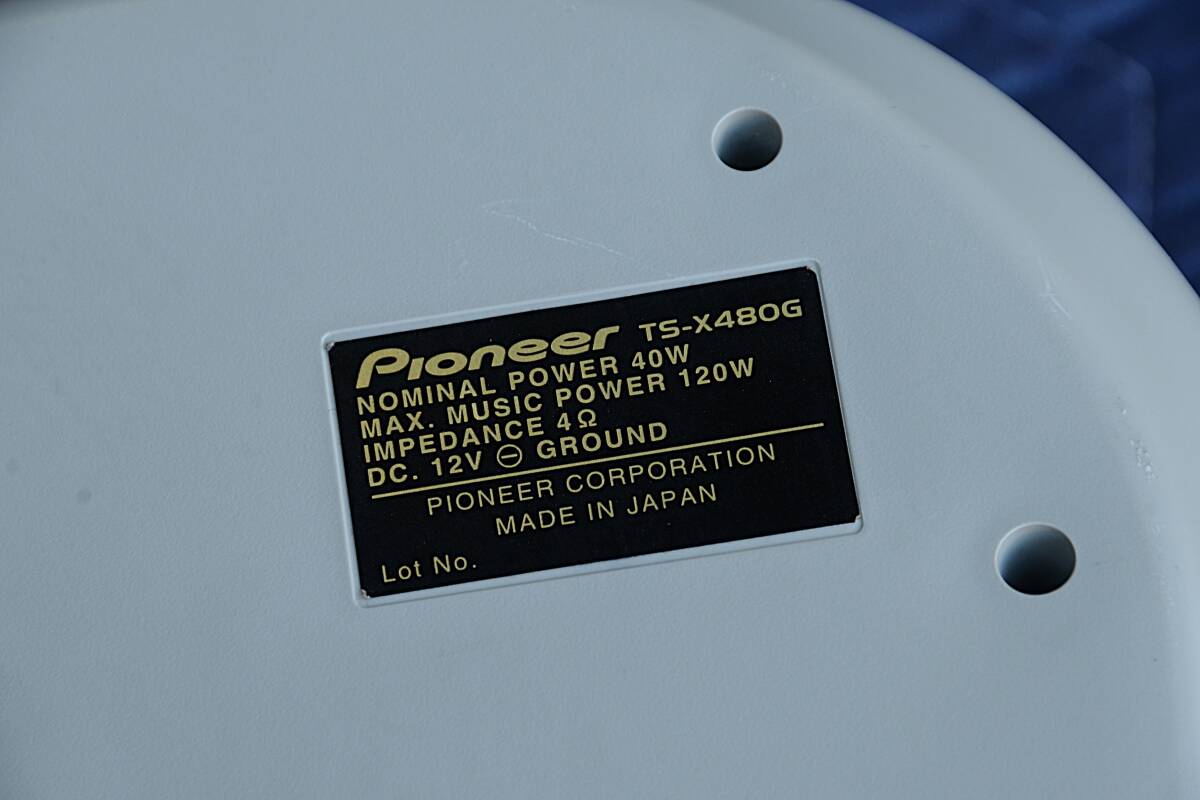 Pioneer TS-X480G
NOMINAL POWER 40W
MAX. MUSIC POWER 120W
IMPEDANCE 4Ω
DC. 12V ⊖ GROUND
PIONEER CORPORATION
MADE IN JAPAN
Lot No.